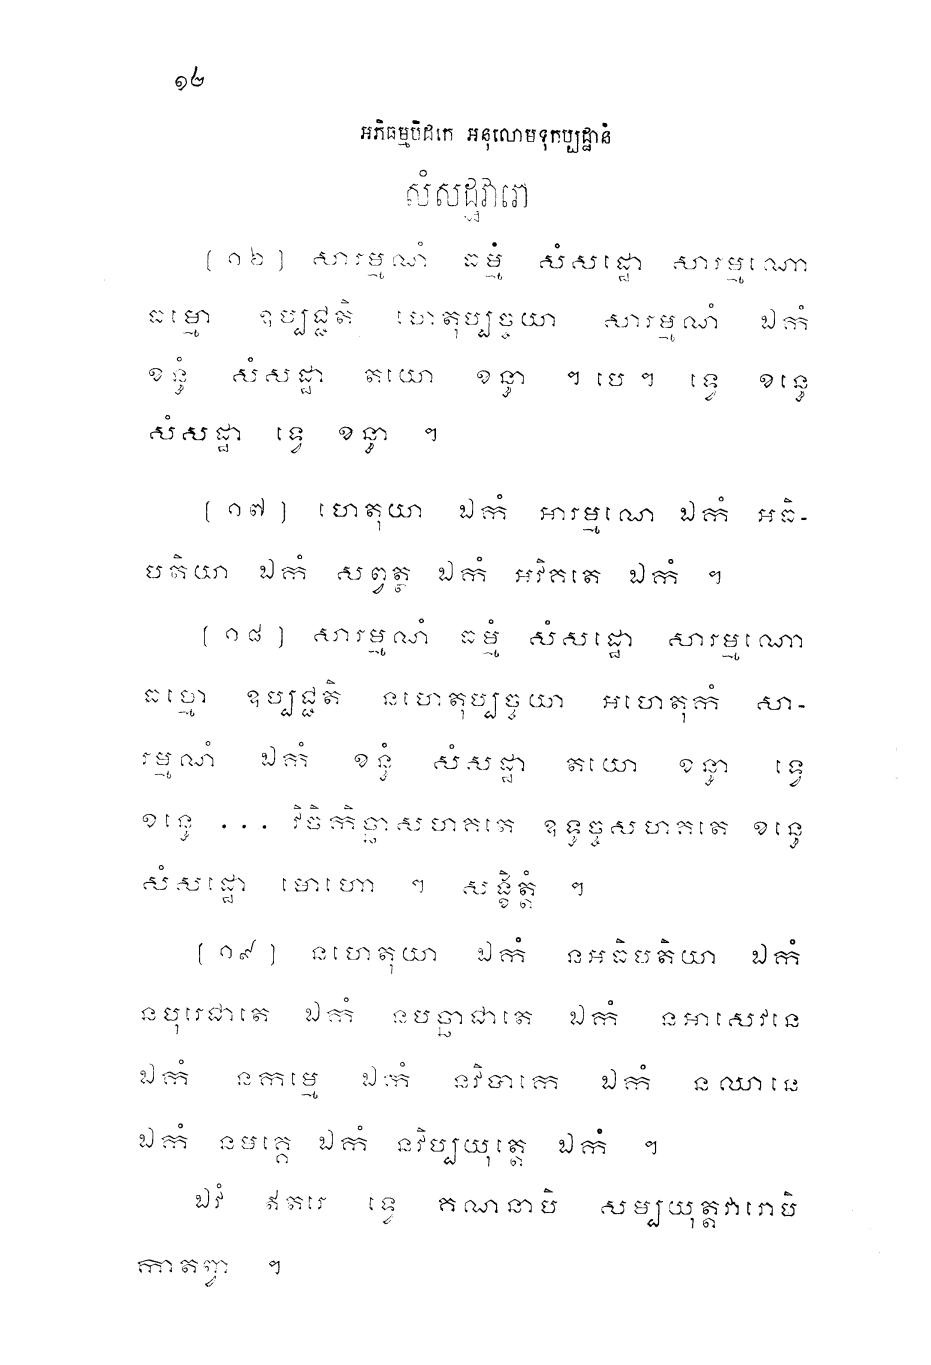 ១២
អភិធម្មបិដកេ អនុលោមទុកប្បដ្ឋានំ
សំសដ្ឋវារោ
[ ១៦ ] សារម្មណំ ធម្មំ សំសដ្ឋោ សារម្មណោ
ធម្មោ ឧប្បជ្ជតិ ហេតុប្បច្ចយា សារម្មណំ ឯកំ
ខន្ធំ សំសដ្ឋា តយោ ខន្ធា ។ បេ ។ ទ្វេ ខន្ធេ
សំសដ្ឋា ទ្វេ ខន្ធា ។
[ ១៧ ] ហេតុយា ឯកំ អារម្មណេ ឯកំ អធិ-
បតិយា ឯកំ សព្វត្ថ ឯកំ អវិគតេ ឯកំ ។
[ ១៨ ] សារម្មណំ ធម្មំ សំសដ្ឋោ សារម្មណោ
ធម្មោ ឧប្បជ្ជតិ នហេតុប្បច្ចយា អហេតុកំ សា-
រម្មណំ ឯកំ ខន្ធំ សំសដ្ឋា តយោ ខន្ធា ទ្វេ
ខន្ធេ ... វិចិកិច្ឆាសហគតេ ឧទ្ធច្ចសហគតេ ខន្ធេ
សំសដ្ឋោ មោហោ ។ សង្ខិត្តំ ។
[ ១៩ ] នហេតុយា ឯកំ នអធិបតិយា ឯកំ
នបុរេជាតេ ឯកំ នបច្ឆាជាតេ ឯកំ នអាសេវនេ
ឯកំ នកម្មេ ឯកំ នវិបាកេ ឯកំ នឈានេ
ឯកំ នមគ្គេ ឯកំ នវិប្បយុត្តេ ឯកំ ។
ឯវំ ឥតរេ ទ្វេ គណនាបិ សម្បយុត្តវារោបិ
កាតព្វា ។